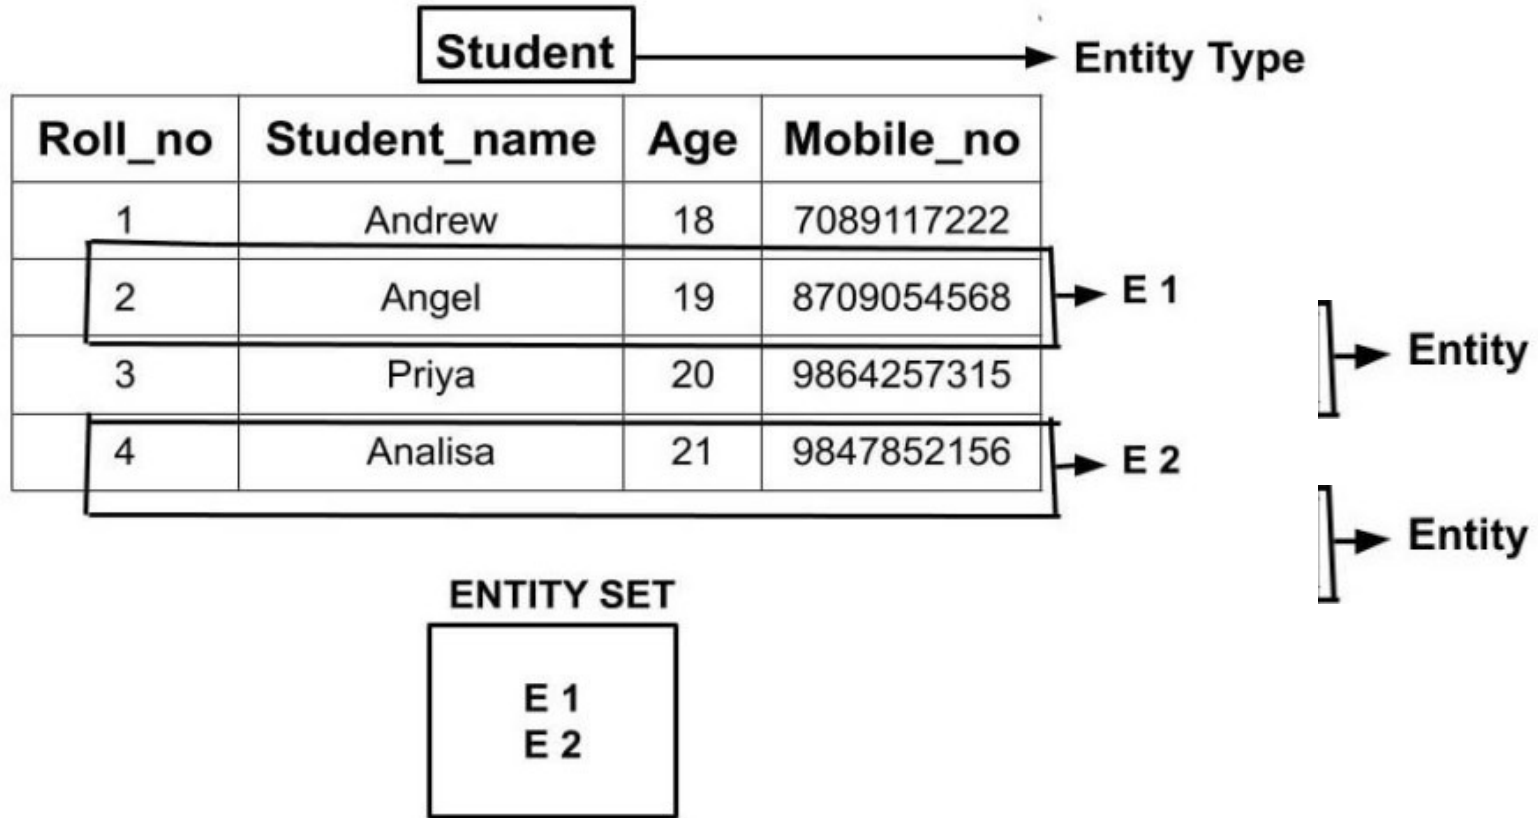 Student Entity Type
Roll_no Student_name Age Mobile_no
1 Andrew 18 7089117222
2 Angel 19 8709054568 E 1
3 Priya 20 9864257315 Entity
4 Analisa 21 9847852156 E 2
Entity
ENTITY SET
E 1
E 2